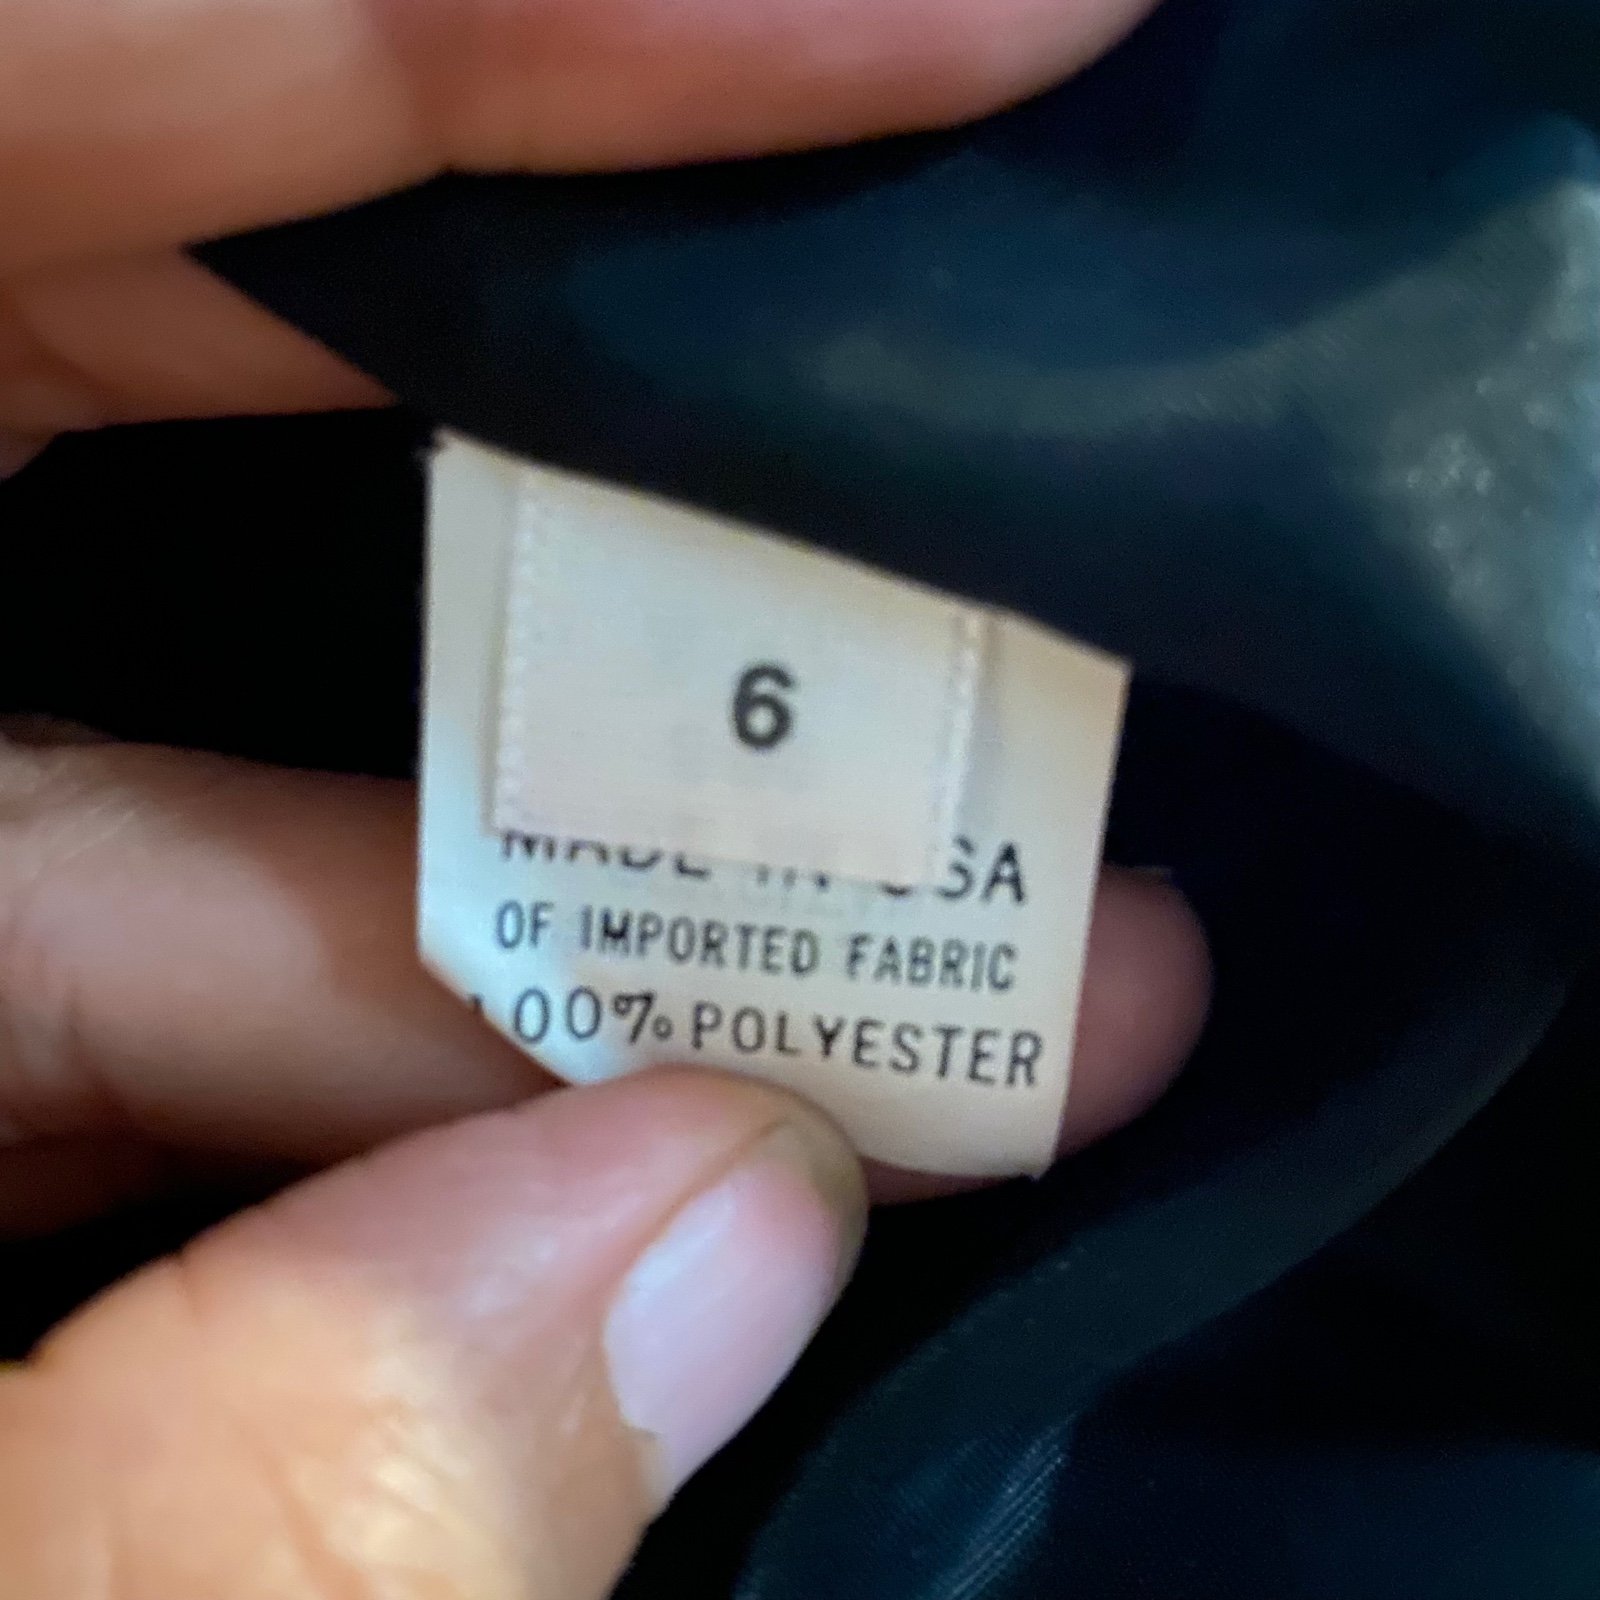 6
MADE IN USA
OF IMPORTED FABRIC
100% POLYESTER